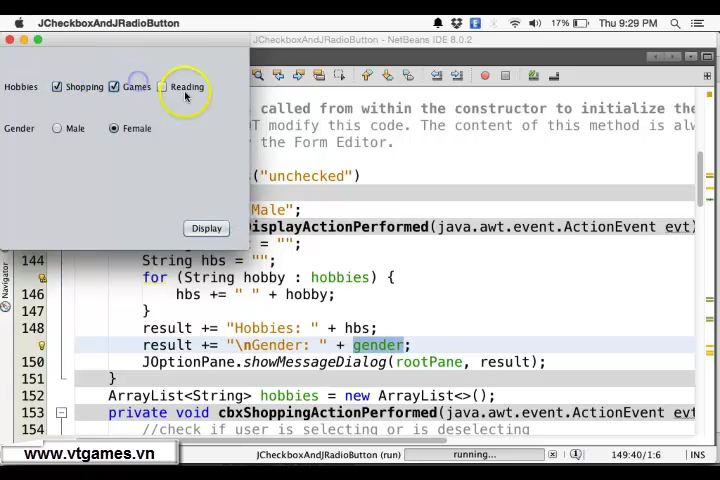 JCheckboxAndJRadioButton 17% Thu 9:29 PM
JCheckboxAndJRadioButton - NetBeans IDE 8.0.2
Hobbies Shopping Games Reading
Gender Male Female
Display
called from within the constructor to initialize the
NOT modify this code. The content of this method is alw
the Form Editor.
("unchecked")
Male";
DisplayActionPerformed(java.awt.event.ActionEvent evt)
= "";
144 String hbs = "";
for (String hobby : hobbies) {
146 hbs += " " + hobby;
147 }
148 result += "Hobbies: " + hbs;
result += "\nGender: " + gender;
150 JOptionPane.showMessageDialog(rootPane, result);
151 }
152 ArrayList<String> hobbies = new ArrayList<>();
153 private void cbxShoppingActionPerformed(java.awt.event.ActionEvent evt
154 //check if user is selecting or is deselecting
Navigator
www.vtgames.vn
JCheckboxAndJRadioButton (run) running... 149:40/1:6